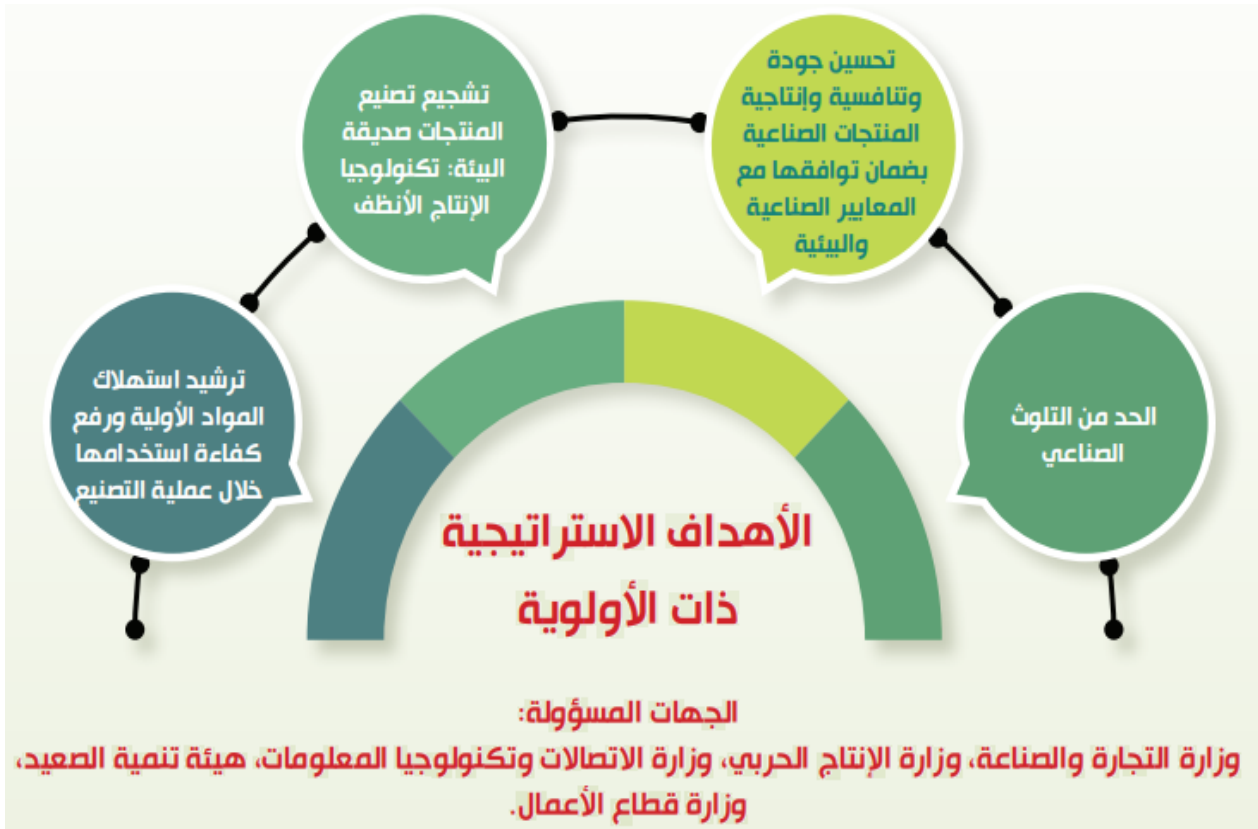 الحد من التلوث
الصناعي
تحسين جودة
وتنافسية وإنتاجية
المنتجات الصناعية
بضمان توافقها مع
المعايير الصناعية
والبيئية
تشجيع تصنيع
المنتجات صديقة
البيئة: تكنولوجيا
الإنتاج الأنظف
ترشيد استهلاك
المواد الأولية ورفع
كفاءة استخدامها
خلال عملية التصنيع
الأهداف الاستراتيجية
ذات الأولوية
الجهات المسؤولة:
وزارة التجارة والصناعة، وزارة الإنتاج الحربي، وزارة الاتصالات وتكنولوجيا المعلومات، هيئة تنمية الصعيد،
وزارة قطاع الأعمال.